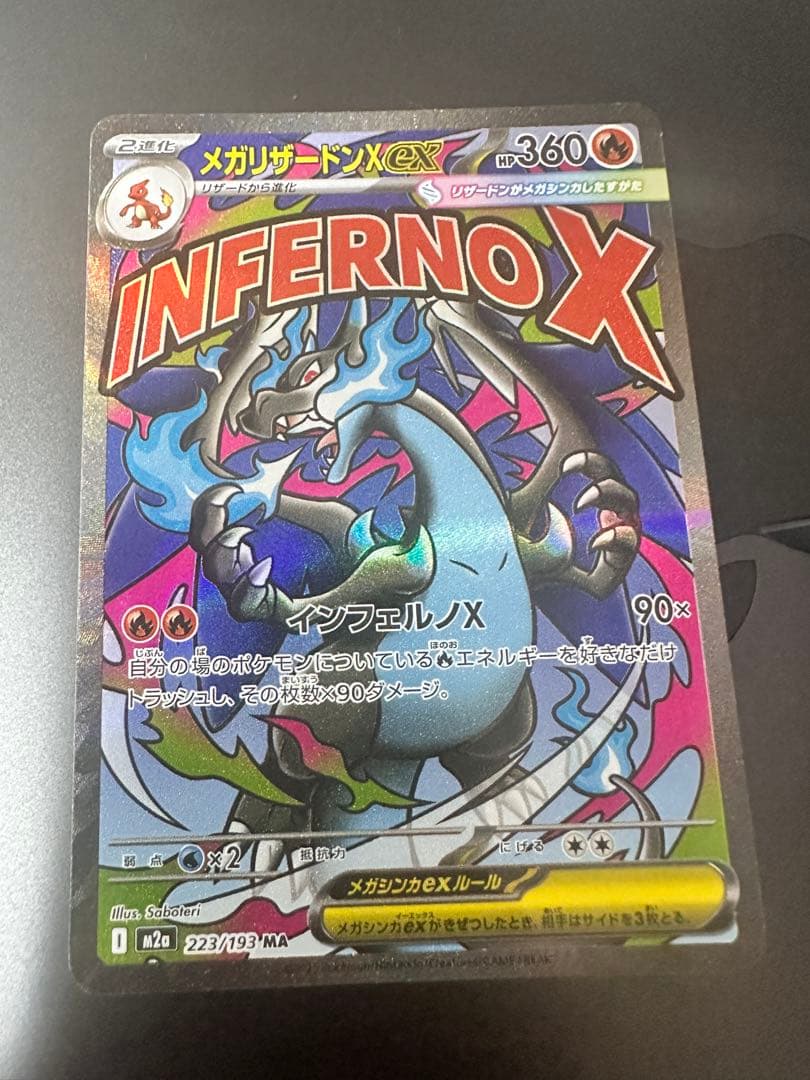 2進化 メガリザードンXex HP360
リザードから進化 リザードンがメガシンカしたすがた
INFERNO X
インフェルノX 90×
自分の場のポケモンについているエネルギーを好きなだけ
トラッシュし、その枚数×90ダメージ。
弱点 ×2 抵抗力 にげる
メガシンカexルール
メガシンカexがきぜつしたとき、相手はサイドを3枚とる。
Illus. Saboteri
I m2a 223/193 MA